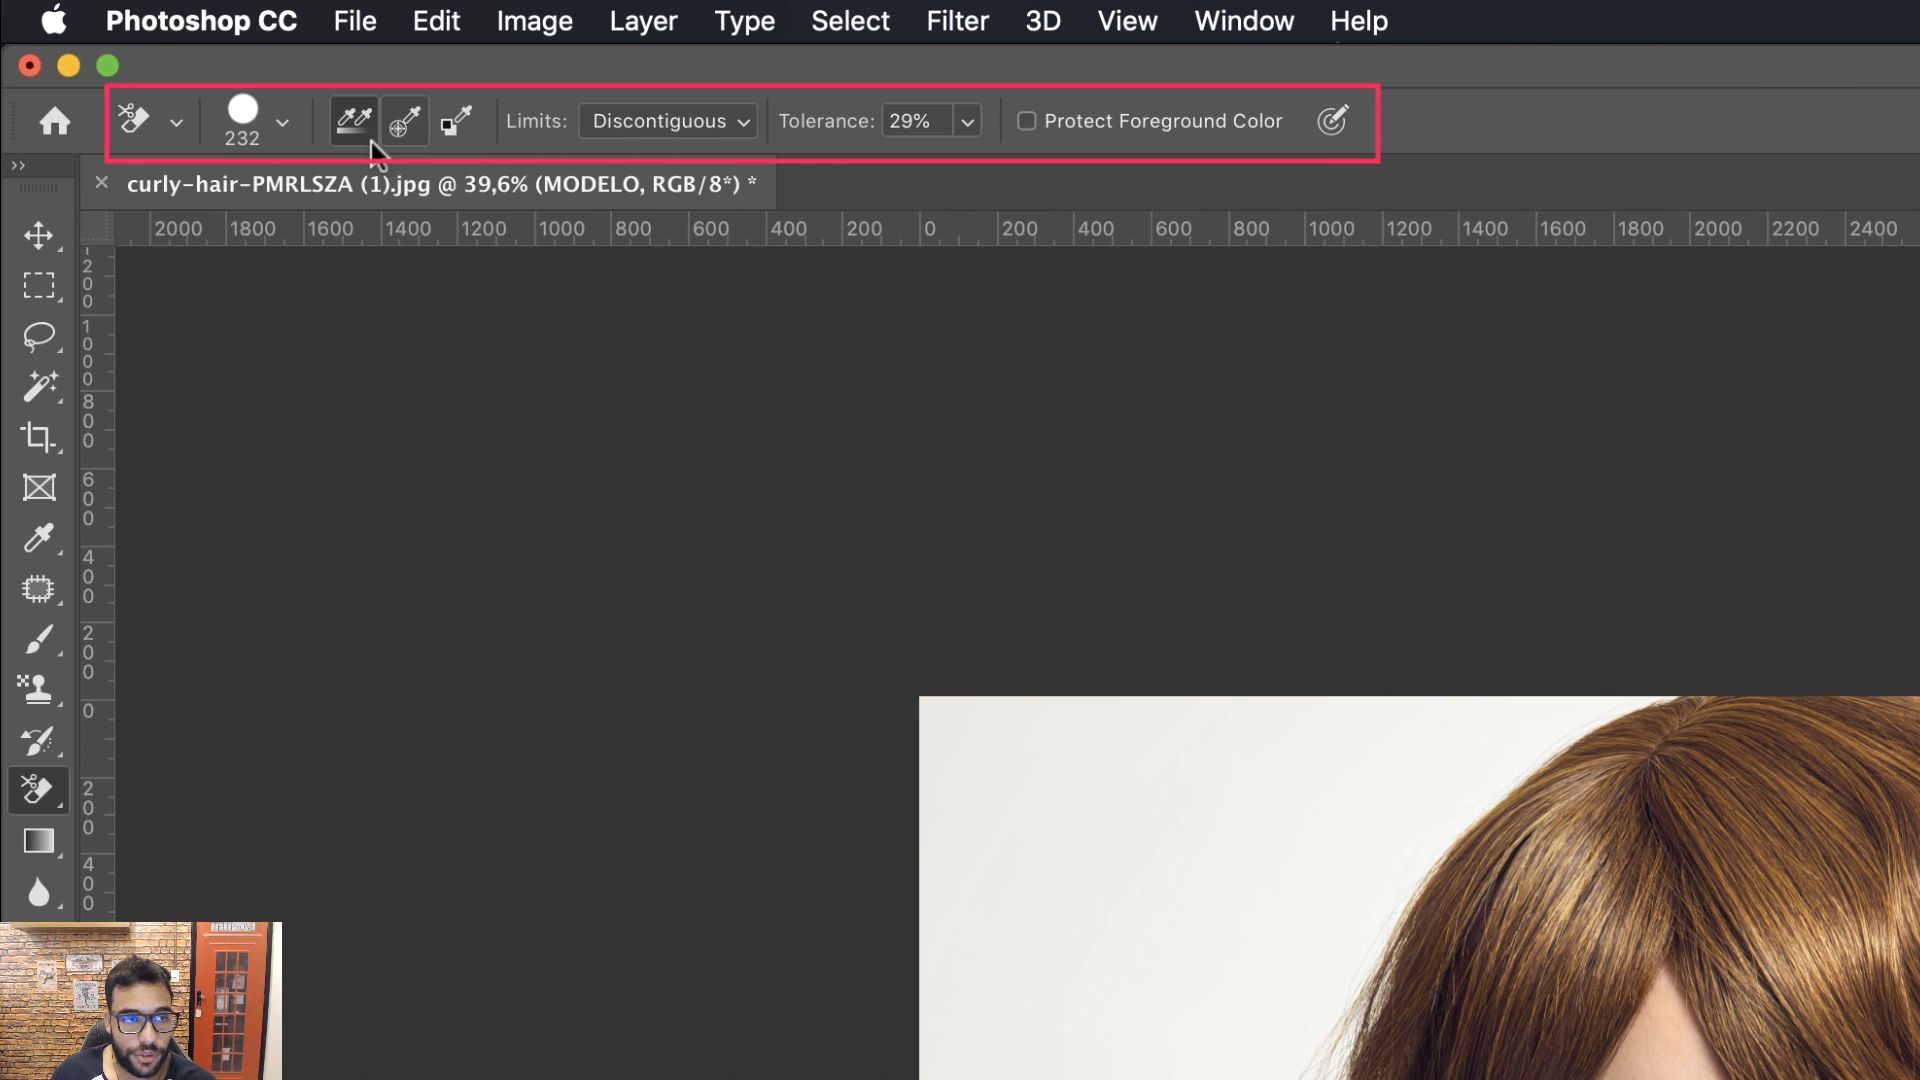 Photoshop CC File Edit Image Layer Type Select Filter 3D View Window Help
232 Limits: Discontiguous Tolerance: 29% Protect Foreground Color
curly-hair-PMRLSZA (1).jpg @ 39,6% (MODELO, RGB/8*) *
2000 1800 1600 1400 1200 1000 800 600 400 200 0 200 400 600 800 1000 1200 1400 1600 1800 2000 2200 2400
1200
1000
800
600
400
200
0
200
400
TELEPHONE